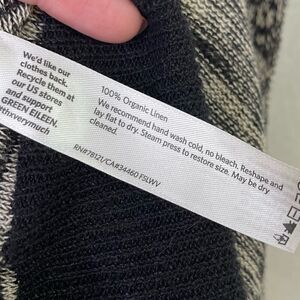 We'd like our
clothes back.
Recycle them at
our US stores
and support
GREEN EILEEN.
#thxverymuch
100% Organic Linen
We recommend hand wash cold, no bleach. Reshape and
lay flat to dry. Steam press to restore size. May be dry
cleaned.
RN#78121/CA#34460 FSLWV